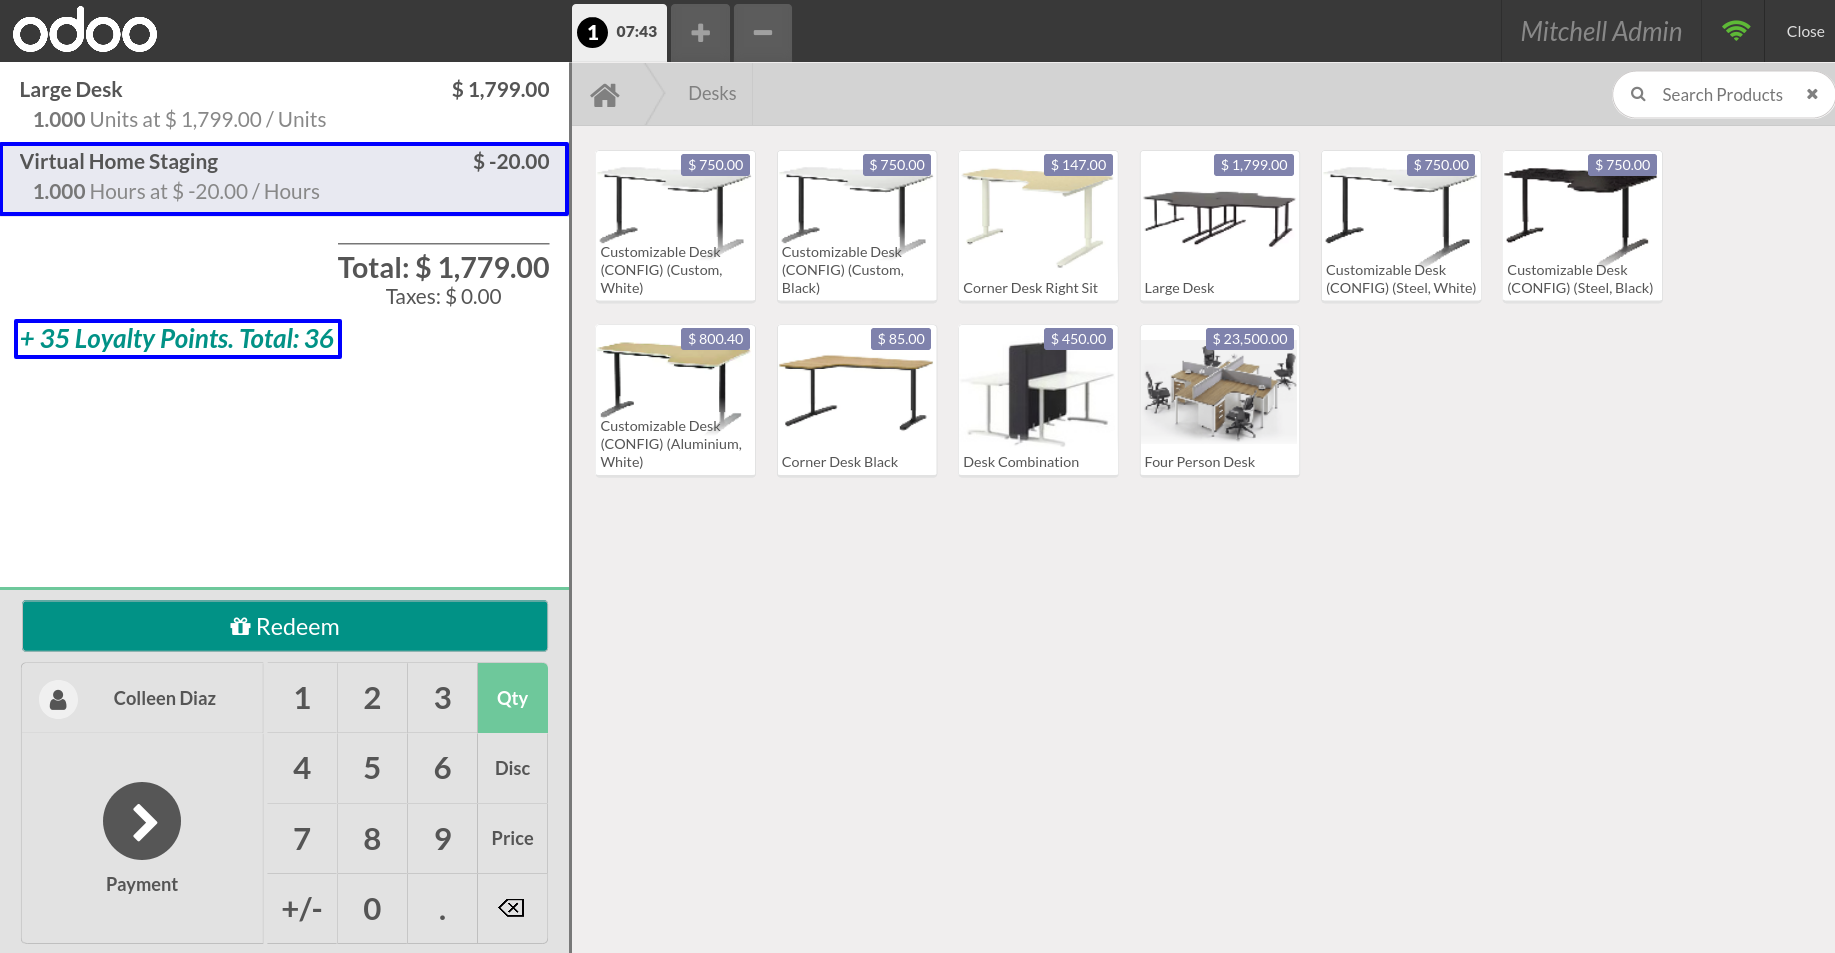 odoo
1 07:43
Mitchell Admin
Close
Large Desk $ 1,799.00
1.000 Units at $ 1,799.00 / Units
Virtual Home Staging $ -20.00
1.000 Hours at $ -20.00 / Hours
Total: $ 1,779.00
Taxes: $ 0.00
+ 35 Loyalty Points. Total: 36
Redeem
Colleen Diaz
Payment
1 2 3 Qty
4 5 6 Disc
7 8 9 Price
+/- 0 .
Desks
Search Products
$ 750.00
Customizable Desk
(CONFIG) (Custom,
White)
$ 750.00
Customizable Desk
(CONFIG) (Custom,
Black)
$ 147.00
Corner Desk Right Sit
$ 1,799.00
Large Desk
$ 750.00
Customizable Desk
(CONFIG) (Steel, White)
$ 750.00
Customizable Desk
(CONFIG) (Steel, Black)
$ 800.40
Customizable Desk
(CONFIG) (Aluminium,
White)
$ 85.00
Corner Desk Black
$ 450.00
Desk Combination
$ 23,500.00
Four Person Desk